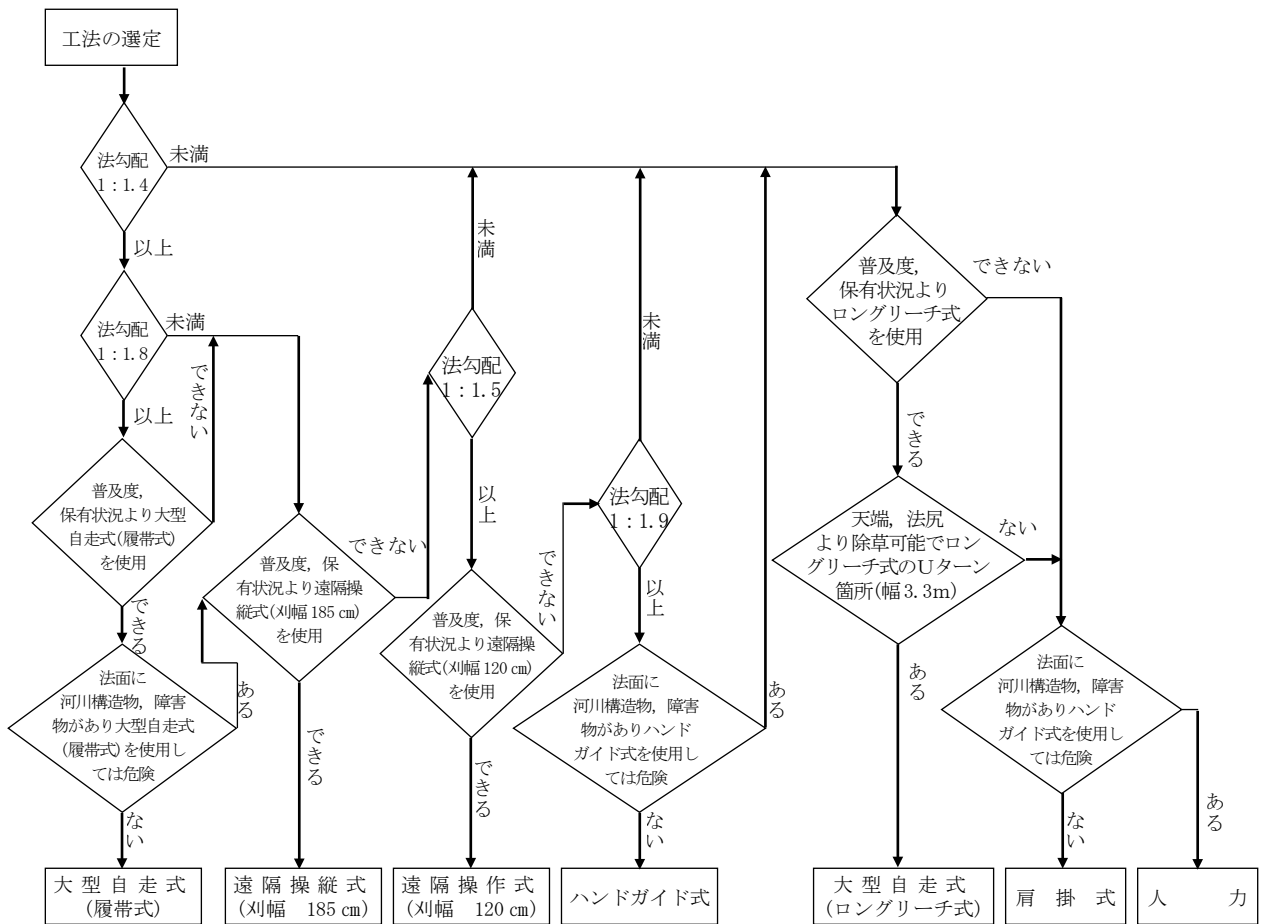 工法の選定
法勾配
1：1.4
未満
以上
法勾配
1：1.8
未満
以上
できない
普及度，
保有状況より大型
自走式(履帯式)
を使用
できる
法面に
河川構造物，障害
物があり大型自走式
(履帯式)を使用し
ては危険
ある
ない
大型自走式
(履帯式)
普及度，保
有状況より遠隔操
縦式(刈幅185㎝)
を使用
できない
できる
遠隔操縦式
(刈幅　185㎝)
未満
法勾配
1：1.5
以上
普及度，保
有状況より遠隔操
縦式(刈幅120㎝)
を使用
できない
できる
遠隔操作式
(刈幅　120㎝)
未満
法勾配
1：1.9
以上
法面に
河川構造物，障害
物がありハンド
ガイド式を使用し
ては危険
ある
ない
ハンドガイド式
普及度，
保有状況より
ロングリーチ式
を使用
できない
できる
天端，法尻
より除草可能でロン
グリーチ式のUターン
箇所(幅3.3m)
ない
ある
大型自走式
(ロングリーチ式)
法面に
河川構造物，障害
物がありハンド
ガイド式を使用し
ては危険
ない
ある
肩掛式
人力